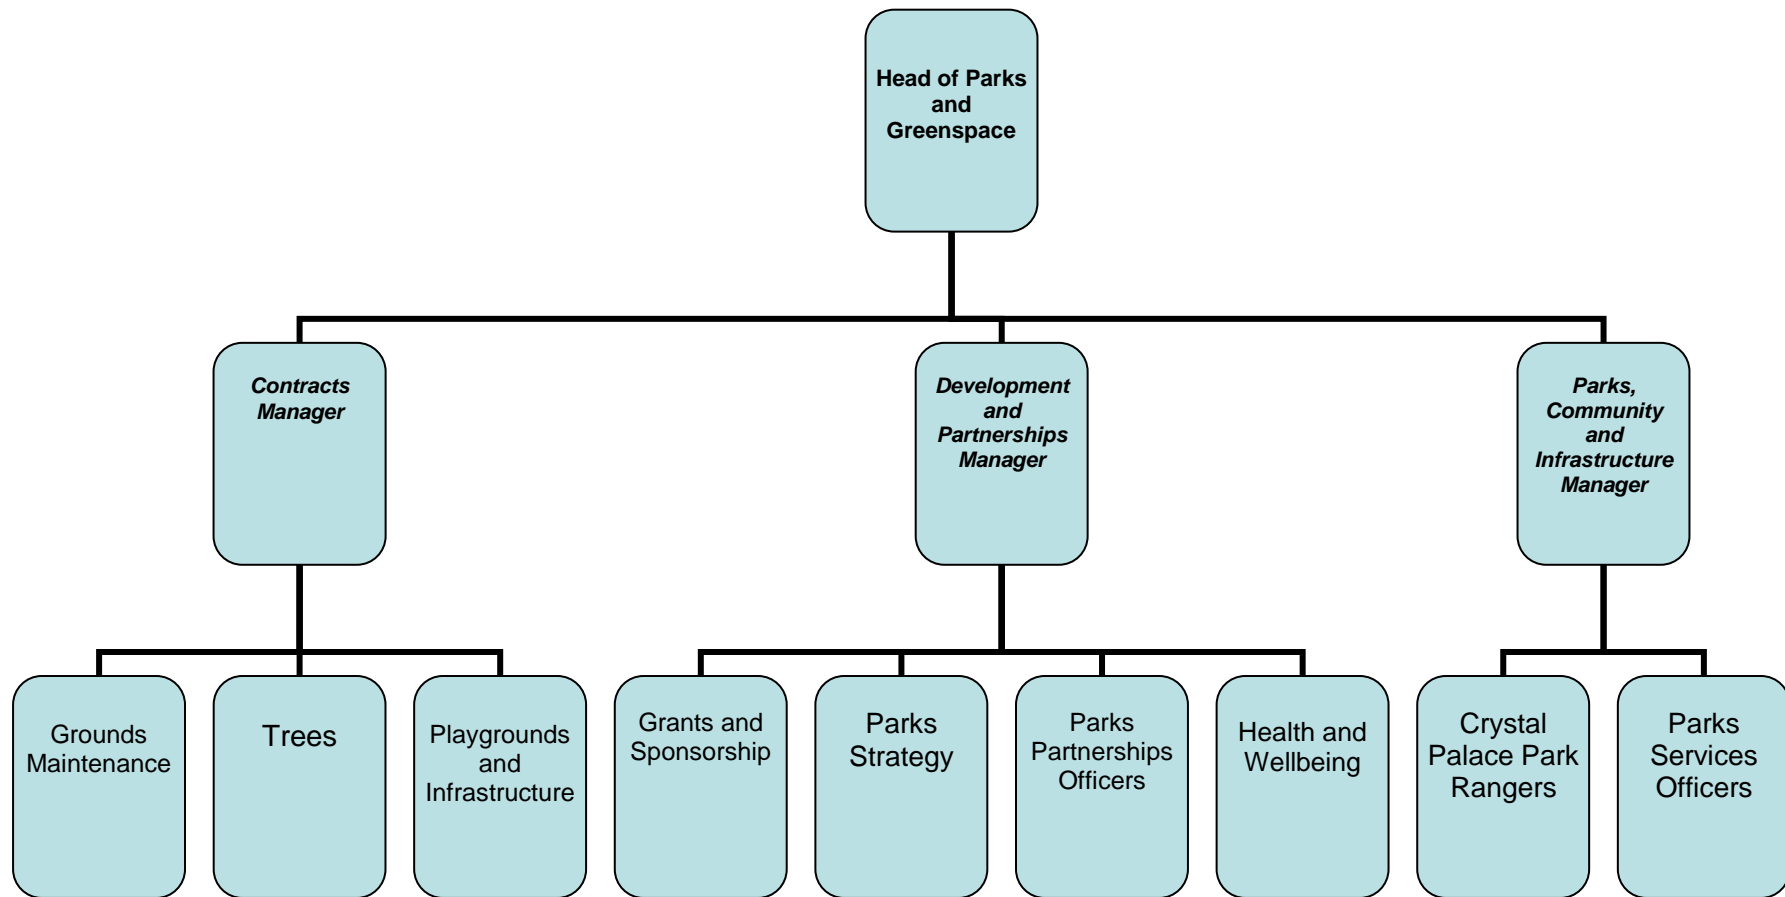 Head of Parks
and
Greenspace
Contracts
Manager
Development
and
Partnerships
Manager
Parks,
Community
and
Infrastructure
Manager
Grounds
Maintenance
Trees
Playgrounds
and
Infrastructure
Grants and
Sponsorship
Parks
Strategy
Parks
Partnerships
Officers
Health and
Wellbeing
Crystal
Palace Park
Rangers
Parks
Services
Officers